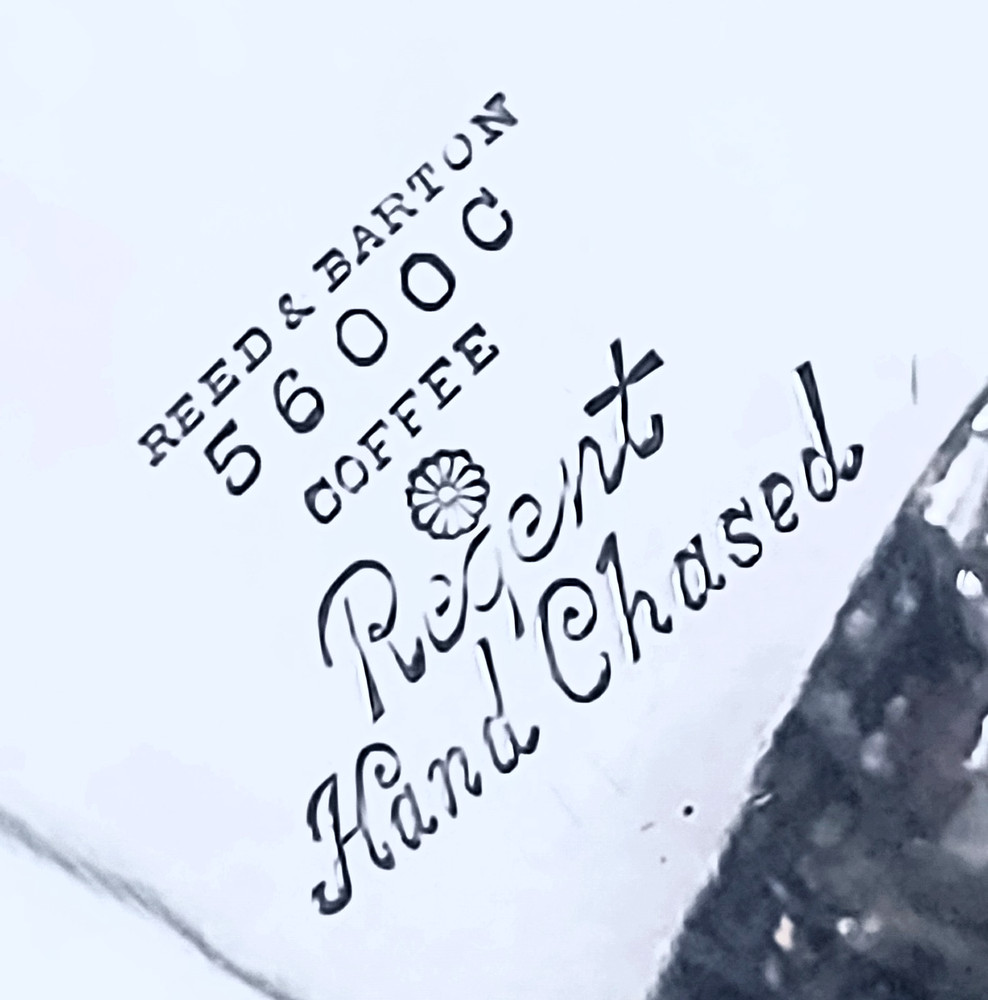 REED & BARTON
5600C
COFFEE
Regent
Hand Chased